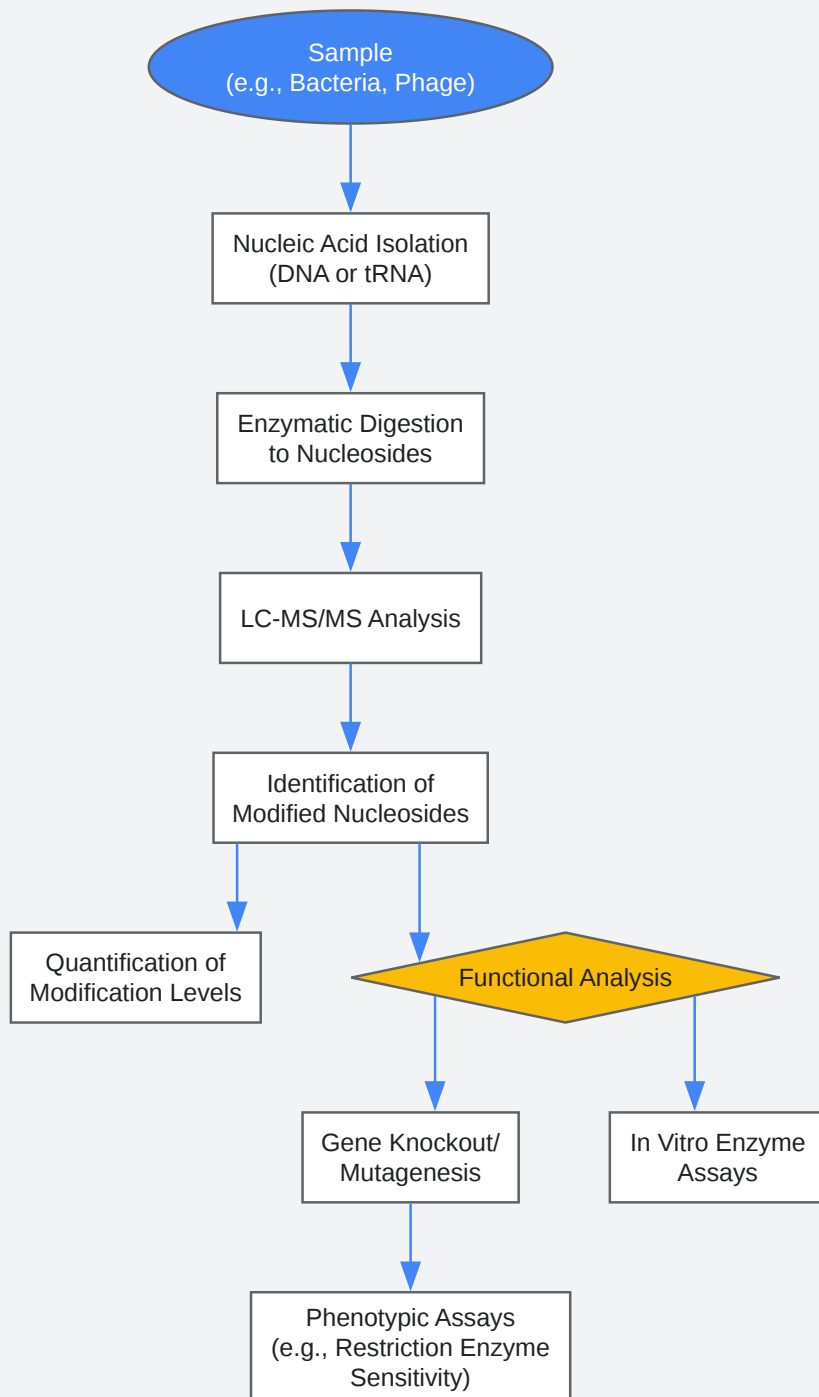 Sample
(e.g., Bacteria, Phage)
Nucleic Acid Isolation
(DNA or tRNA)
Enzymatic Digestion
to Nucleosides
LC-MS/MS Analysis
Identification of
Modified Nucleosides
Quantification of
Modification Levels
Functional Analysis
Gene Knockout/
Mutagenesis
In Vitro Enzyme
Assays
Phenotypic Assays
(e.g., Restriction Enzyme
Sensitivity)